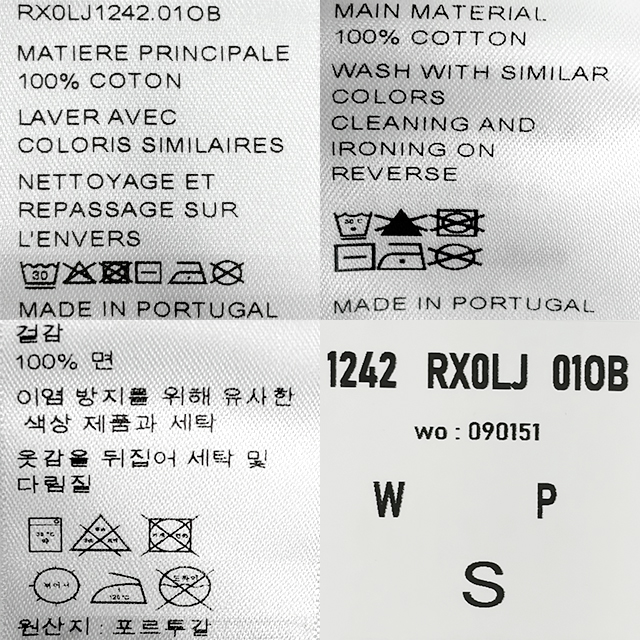 RX0LJ1242.01OB
MATIERE PRINCIPALE
100% COTON
LAVER AVEC
COLORIS SIMILAIRES
NETTOYAGE ET
REPASSAGE SUR
L'ENVERS
30
MADE IN PORTUGAL
MAIN MATERIAL
100% COTTON
WASH WITH SIMILAR
COLORS
CLEANING AND
IRONING ON
REVERSE
MADE IN PORTUGAL
겉감
100% 면
이염 방지를 위해 유사한
색상 제품과 세탁
옷감을 뒤집어 세탁 및
다림질
원산지 : 포르투갈
1242 RX0LJ 01OB
wo : 090151
W P
S